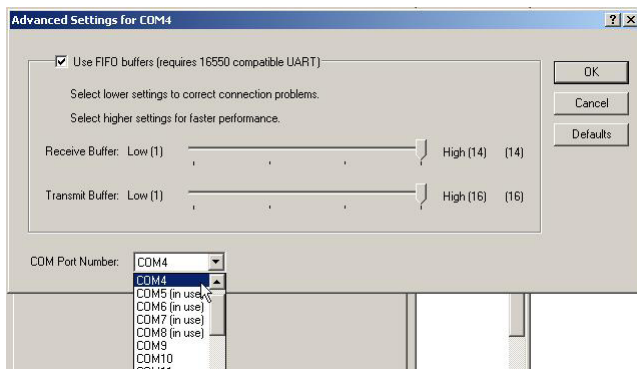 Advanced Settings for COM4
Use FIFO buffers (requires 16550 compatible UART)
OK
Select lower settings to correct connection problems.
Cancel
Select higher settings for faster performance.
Defaults
Receive Buffer: Low (1) High (14) (14)
Transmit Buffer: Low (1) High (16) (16)
COM Port Number: COM4
COM4
COM5 (in use)
COM6 (in use)
COM7 (in use)
COM8 (in use)
COM9
COM10